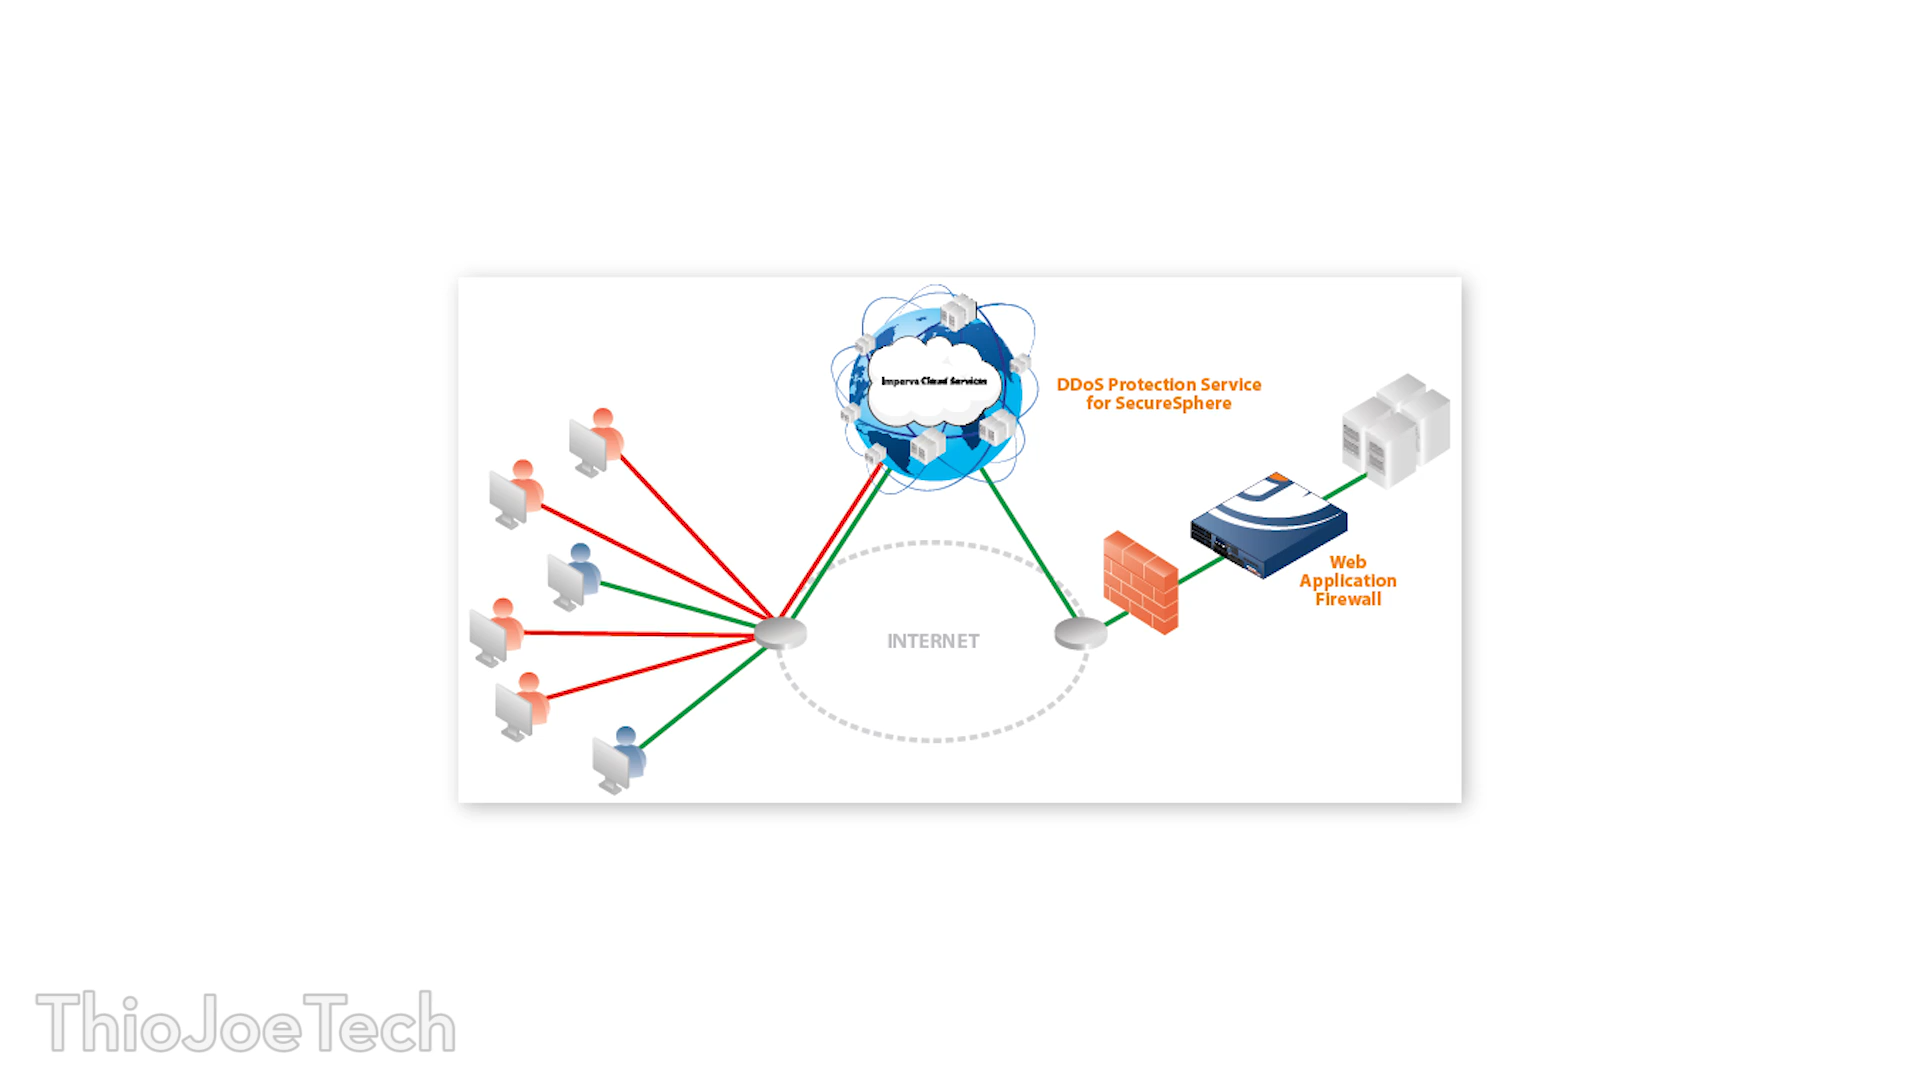 Imperva Cloud Services
DDoS Protection Service
for SecureSphere
Web
Application
Firewall
INTERNET
ThioJoeTech